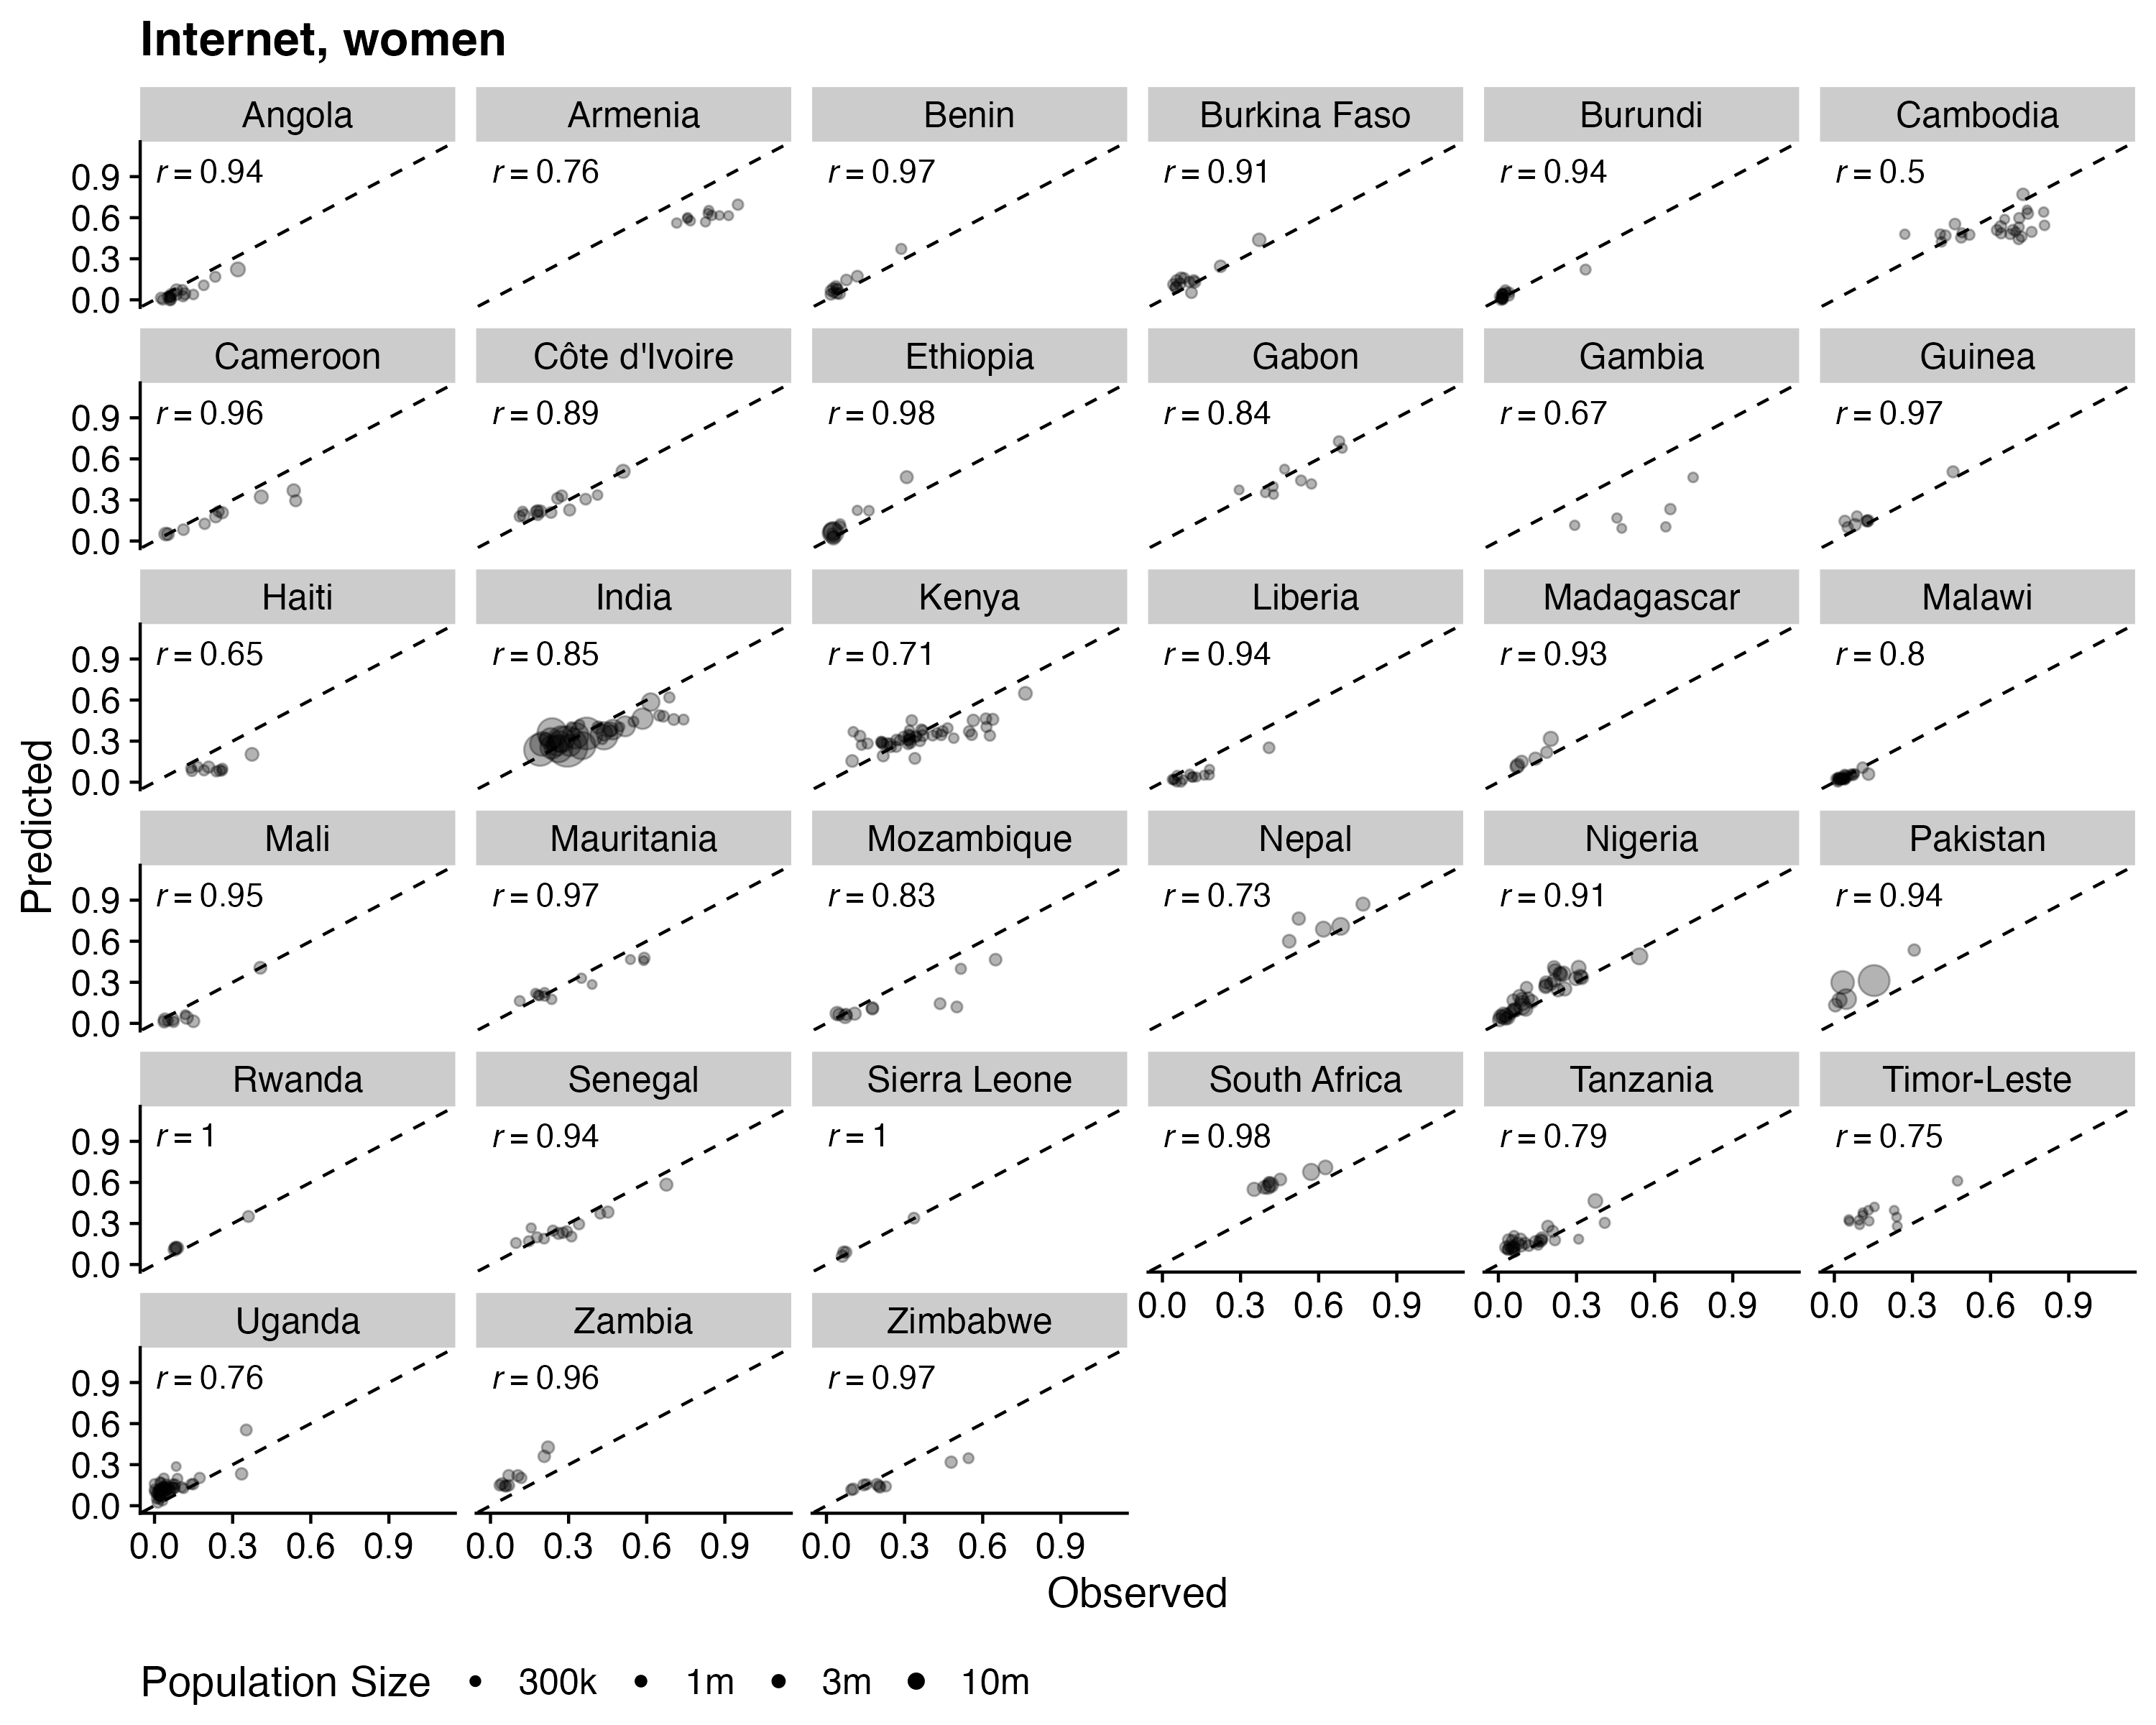 Internet, women
Angola Armenia Benin Burkina Faso Burundi Cambodia
r = 0.94 r = 0.76 r = 0.97 r = 0.91 r = 0.94 r = 0.5
0.9
0.6
0.3
0.0
Cameroon Côte d'Ivoire Ethiopia Gabon Gambia Guinea
r = 0.96 r = 0.89 r = 0.98 r = 0.84 r = 0.67 r = 0.97
0.9
0.6
0.3
0.0
Haiti India Kenya Liberia Madagascar Malawi
r = 0.65 r = 0.85 r = 0.71 r = 0.94 r = 0.93 r = 0.8
0.9
0.6
0.3
0.0
Predicted
Mali Mauritania Mozambique Nepal Nigeria Pakistan
r = 0.95 r = 0.97 r = 0.83 r = 0.73 r = 0.91 r = 0.94
0.9
0.6
0.3
0.0
Rwanda Senegal Sierra Leone South Africa Tanzania Timor-Leste
r = 1 r = 0.94 r = 1 r = 0.98 r = 0.79 r = 0.75
0.9
0.6
0.3
0.0
0.0 0.3 0.6 0.9 0.0 0.3 0.6 0.9 0.0 0.3 0.6 0.9
Uganda Zambia Zimbabwe
r = 0.76 r = 0.96 r = 0.97
0.9
0.6
0.3
0.0
0.0 0.3 0.6 0.9 0.0 0.3 0.6 0.9 0.0 0.3 0.6 0.9
Observed
Population Size 300k 1m 3m 10m